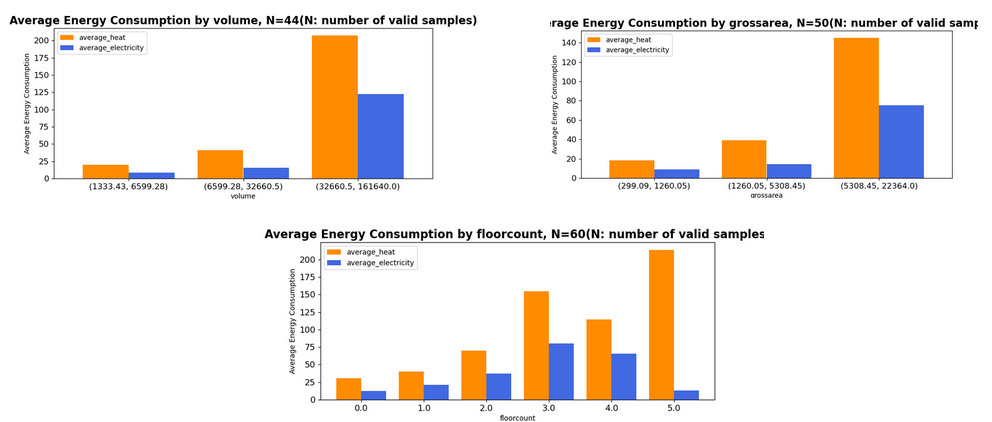 Average Energy Consumption by volume, N=44(N: number of valid samples)
average_heat
average_electricity
Average Energy Consumption
200
175
150
125
100
75
50
25
0
(1333.43, 6599.28) (6599.28, 32660.5) (32660.5, 161640.0)
volume
rage Energy Consumption by grossarea, N=50(N: number of valid samp
average_heat
average_electricity
Average Energy Consumption
140
120
100
80
60
40
20
0
(299.09, 1260.05) (1260.05, 5308.45) (5308.45, 22364.0)
grossarea
Average Energy Consumption by floorcount, N=60(N: number of valid samples
average_heat
average_electricity
Average Energy Consumption
200
175
150
125
100
75
50
25
0
0.0 1.0 2.0 3.0 4.0 5.0
floorcount